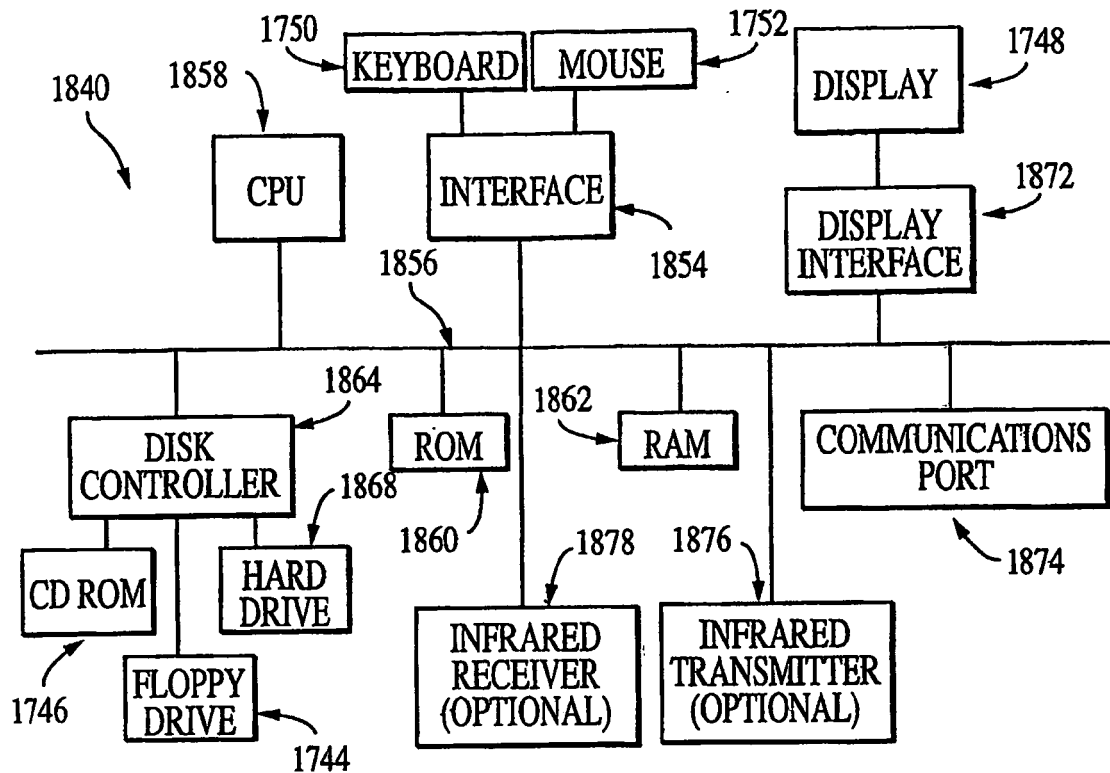 1750
KEYBOARD
MOUSE
1752
1748
DISPLAY
1840
1858
CPU
INTERFACE
1854
1872
DISPLAY
INTERFACE
1856
1864
DISK
CONTROLLER
1868
ROM
1860
1862
RAM
COMMUNICATIONS
PORT
1874
CD ROM
1746
HARD
DRIVE
FLOPPY
DRIVE
1744
1878
INFRARED
RECEIVER
(OPTIONAL)
1876
INFRARED
TRANSMITTER
(OPTIONAL)